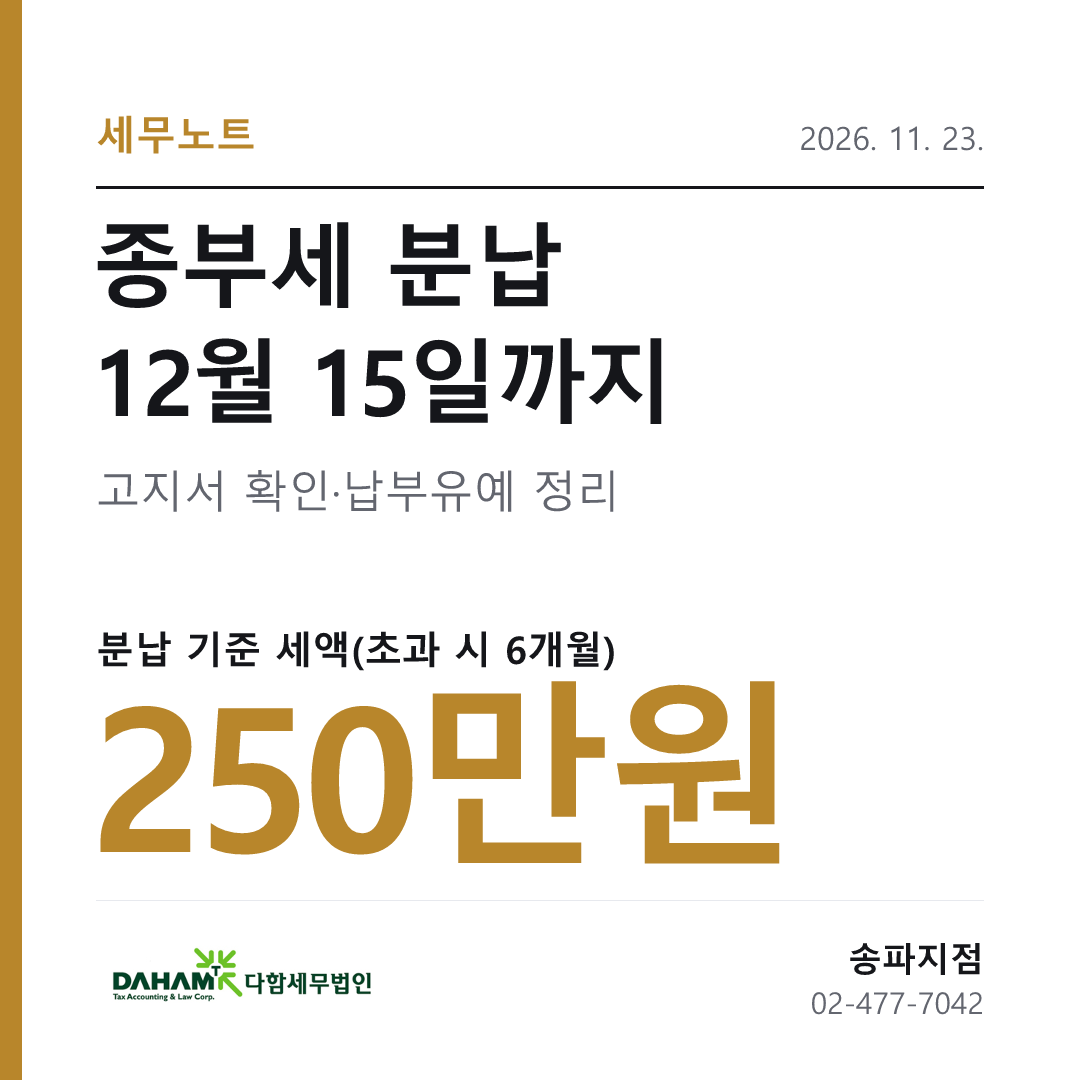 세무노트
2026. 11. 23.
종부세 분납
12월 15일까지
고지서 확인·납부유예 정리
분납 기준 세액(초과 시 6개월)
250만원
DAHAM 다함세무법인
Tax Accounting & Law Corp.
송파지점
02-477-7042